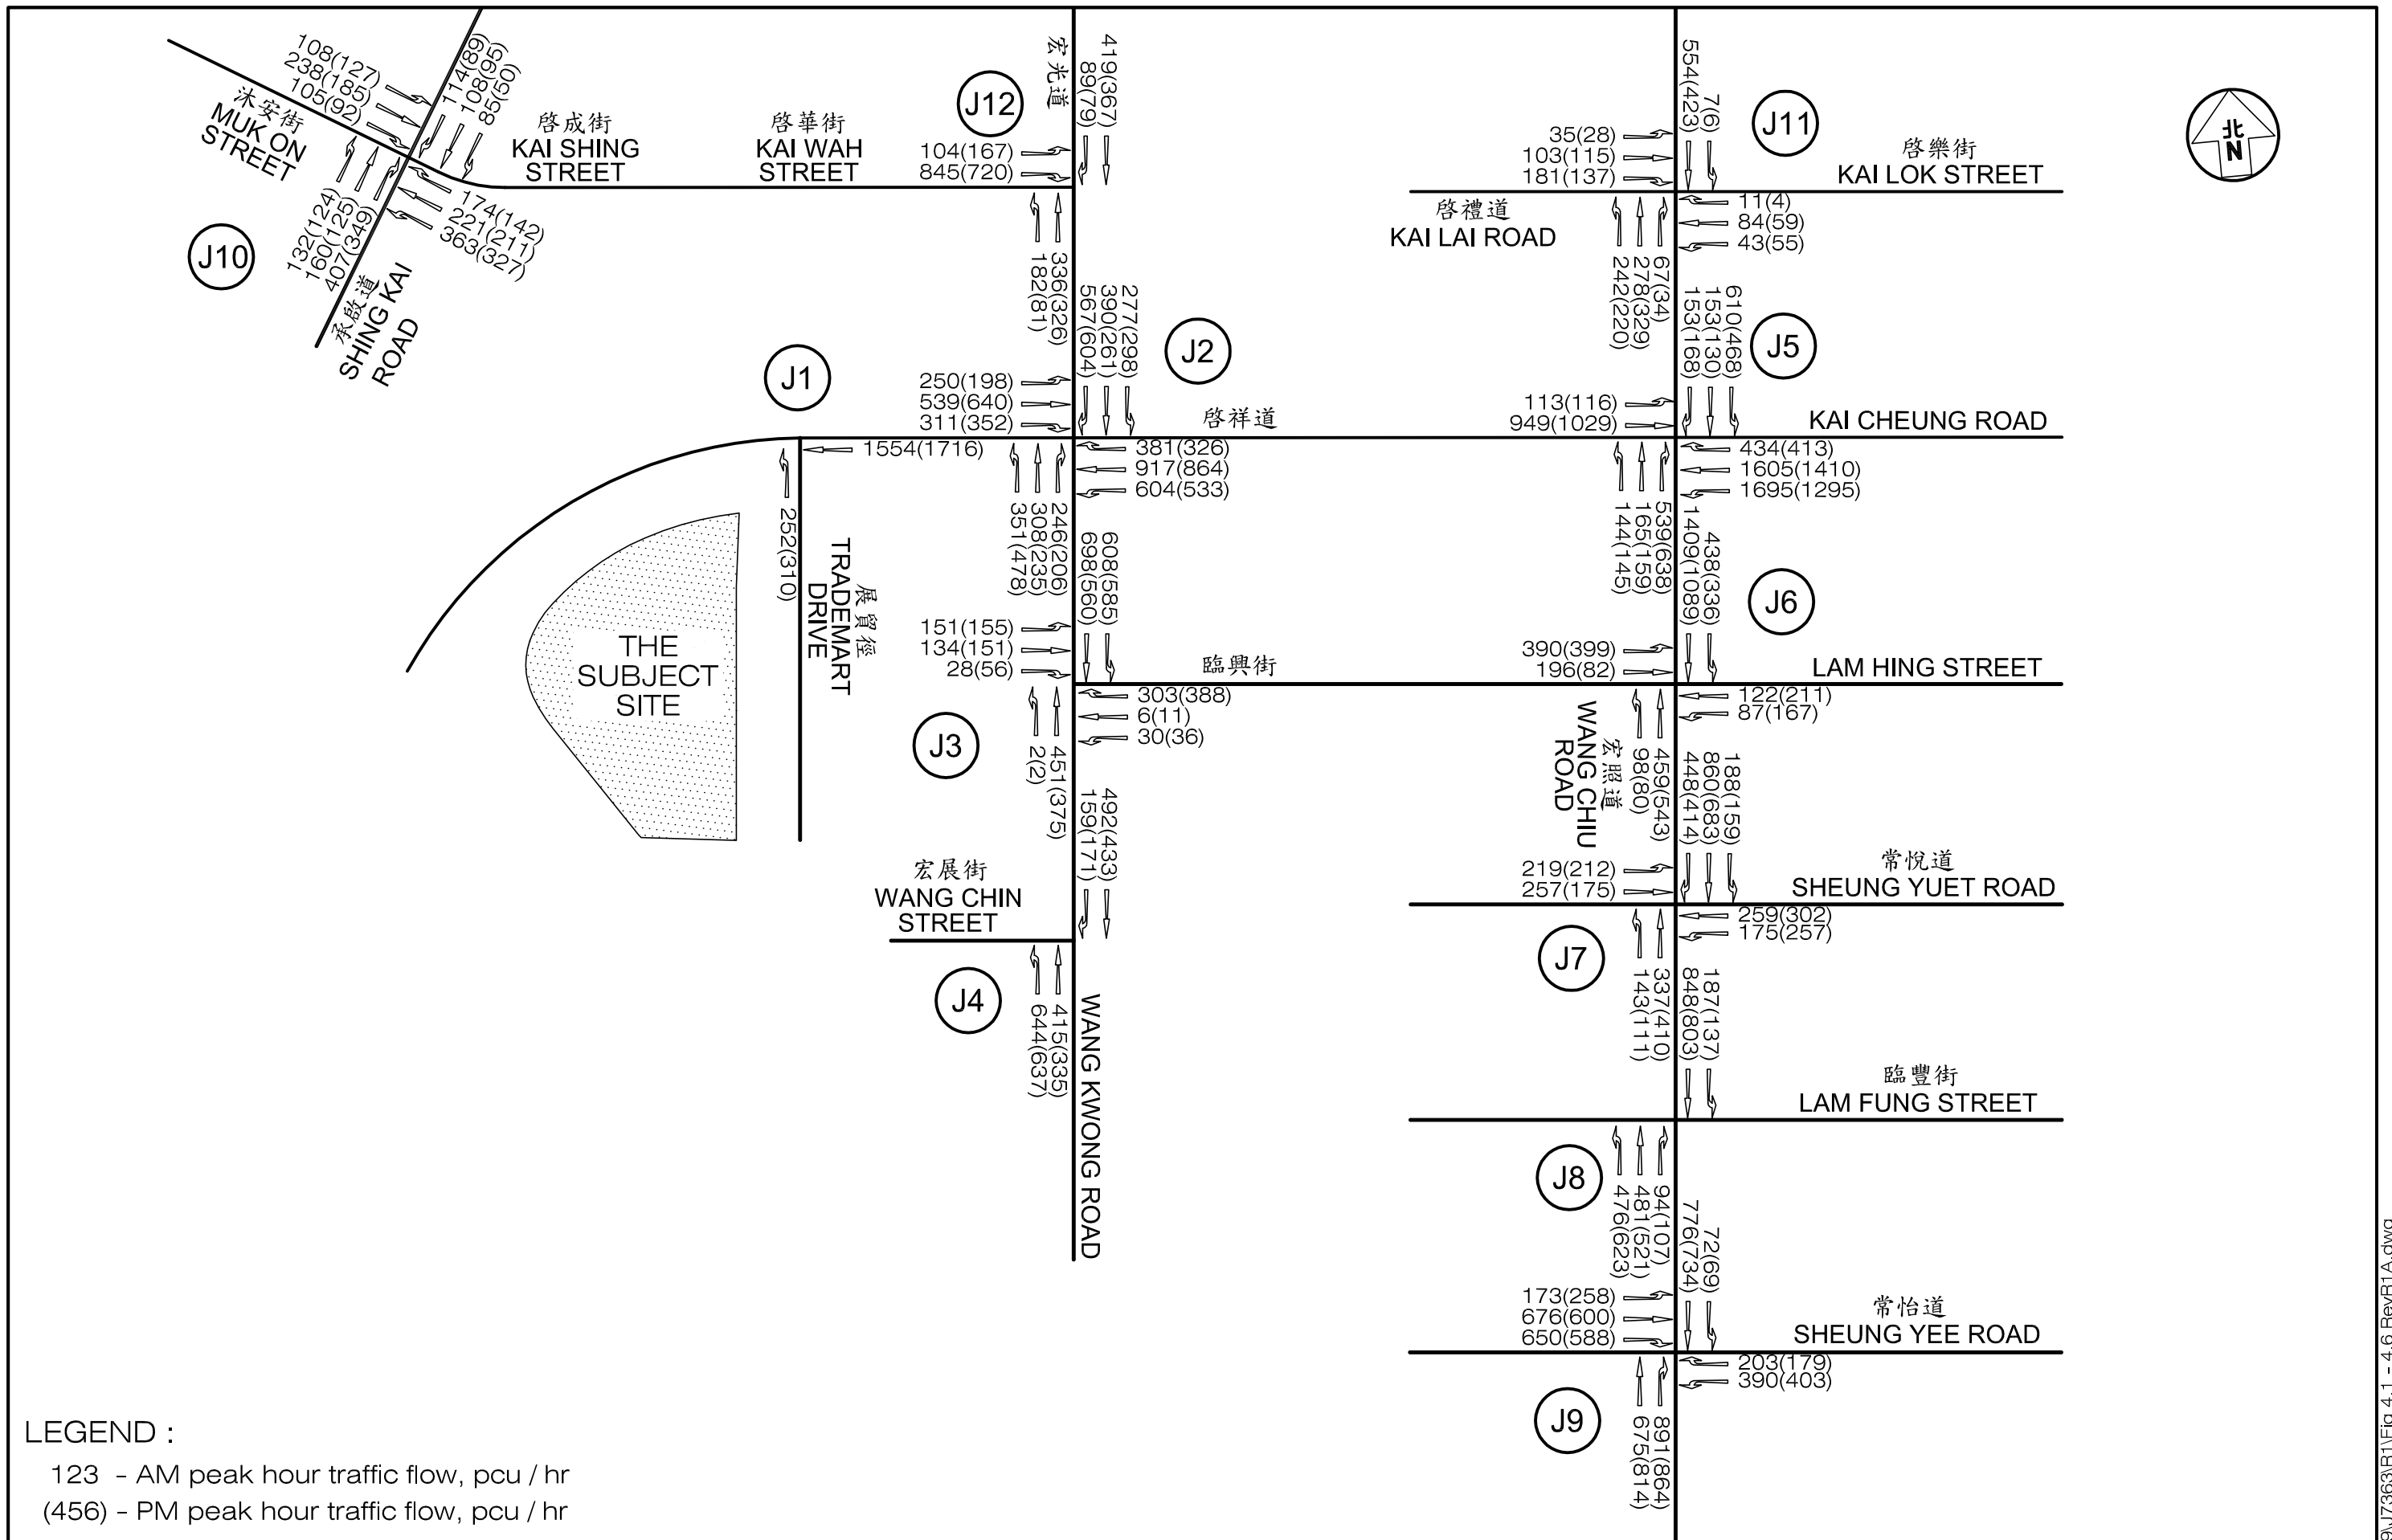 108(127)
238(185)
105(92)
沐安街
MUK ON
STREET
114(89)
108(95)
85(50)
啓成街
KAI SHING
STREET
啓華街
KAI WAH
STREET
J12
宏光道
419(367)
89(79)
104(167)
845(720)
132(124)
160(125)
407(349)
174(142)
221(211)
363(327)
J10
承啟道
SHING KAI
ROAD
336(326)
182(81)
554(423)
7(6)
J11
35(28)
103(115)
181(137)
啓樂街
KAI LOK STREET
北
N
啓禮道
KAI LAI ROAD
11(4)
84(59)
43(55)
67(34)
278(329)
242(220)
J1
250(198)
539(640)
311(352)
277(298)
390(261)
567(604)
J2
啓祥道
610(468)
153(130)
153(168)
J5
113(116)
949(1029)
KAI CHEUNG ROAD
1554(1716)
252(310)
381(326)
917(864)
604(533)
246(206)
308(235)
351(478)
434(413)
1605(1410)
1695(1295)
539(638)
165(159)
144(145)
展貿徑
TRADEMART
DRIVE
THE
SUBJECT
SITE
608(585)
698(560)
151(155)
134(151)
28(56)
臨興街
438(336)
1409(1089)
J6
390(399)
196(82)
LAM HING STREET
J3
303(388)
6(11)
30(36)
451(375)
2(2)
122(211)
87(167)
459(543)
98(80)
宏照道
WANG CHIU
ROAD
492(433)
159(171)
宏展街
WANG CHIN
STREET
188(159)
860(683)
448(414)
219(212)
257(175)
常悅道
SHEUNG YUET ROAD
J4
415(335)
644(637)
WANG KWONG ROAD
J7
259(302)
175(257)
337(410)
143(111)
187(137)
848(803)
臨豐街
LAM FUNG STREET
J8
94(107)
481(521)
476(623)
72(69)
776(734)
173(258)
676(600)
650(588)
常怡道
SHEUNG YEE ROAD
J9
203(179)
390(403)
891(864)
675(814)
LEGEND :
123 - AM peak hour traffic flow, pcu / hr
(456) - PM peak hour traffic flow, pcu / hr
\J7363\R1\Fig 4.1 - 4.6 RevR1A.dwg